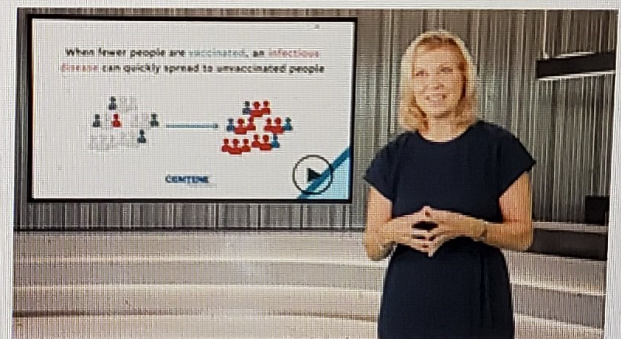 When fewer people are vaccinated, an infectious
disease can quickly spread to unvaccinated people
CENTENE